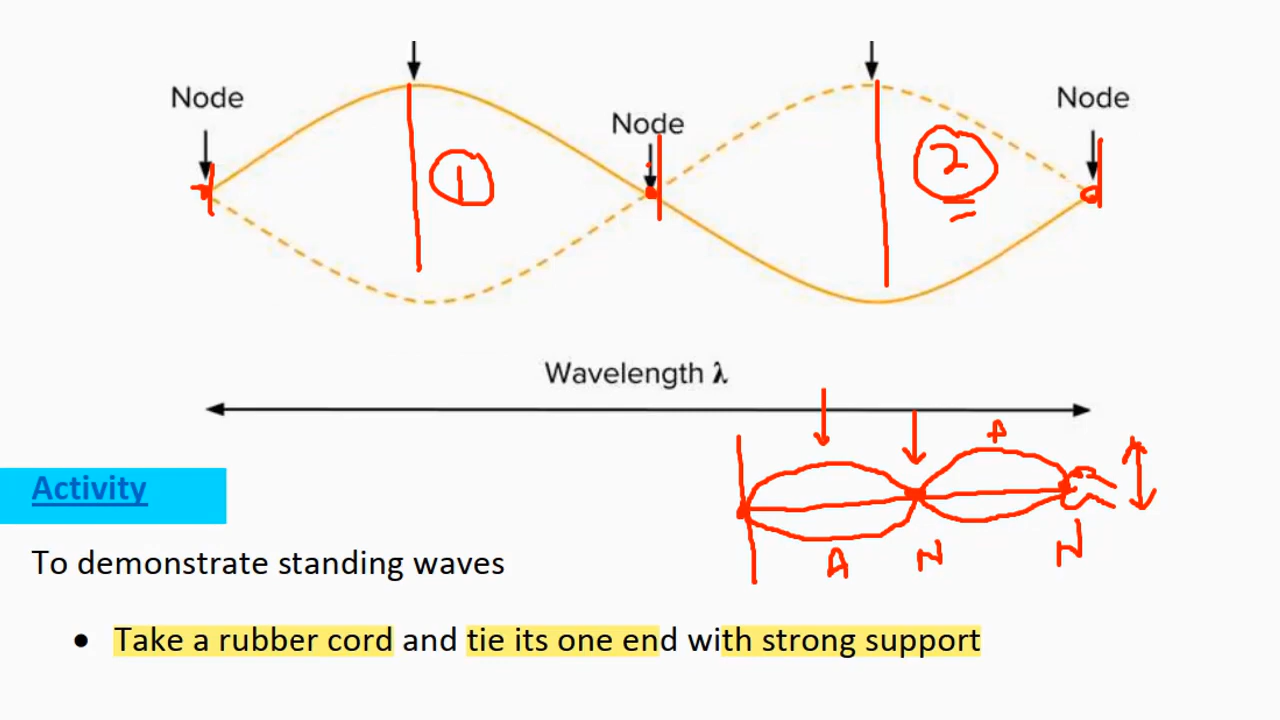 Node
Node
Node
1
2
Wavelength λ
A
A
N
N
Activity
To demonstrate standing waves
• Take a rubber cord and tie its one end with strong support